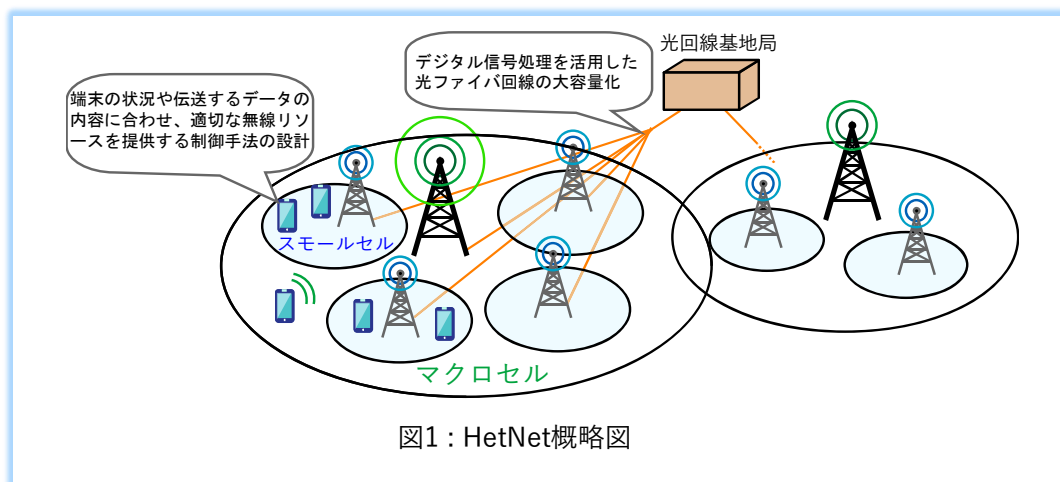 光回線基地局
デジタル信号処理を活用した
光ファイバ回線の大容量化
端末の状況や伝送するデータの
内容に合わせ、適切な無線リソ
ースを提供する制御手法の設計
スモールセル
マクロセル
図1 : HetNet概略図